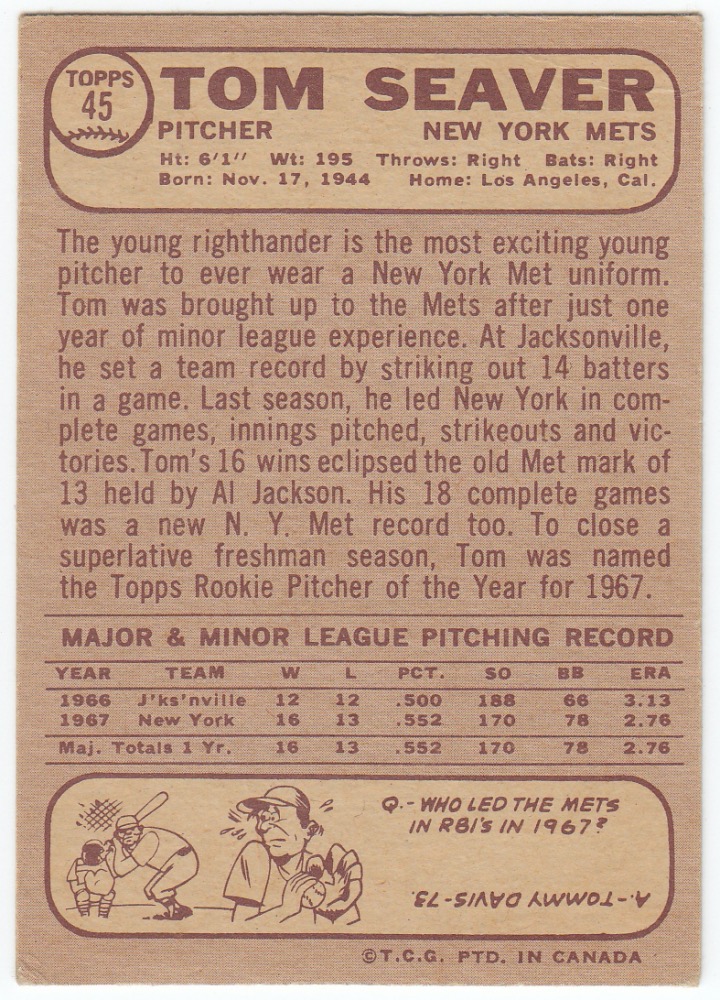 TOPPS
45
TOM SEAVER
PITCHER NEW YORK METS
Ht: 6'1" Wt: 195 Throws: Right Bats: Right
Born: Nov. 17, 1944 Home: Los Angeles, Cal.
The young righthander is the most exciting young
pitcher to ever wear a New York Met uniform.
Tom was brought up to the Mets after just one
year of minor league experience. At Jacksonville,
he set a team record by striking out 14 batters
in a game. Last season, he led New York in com-
plete games, innings pitched, strikeouts and vic-
tories. Tom's 16 wins eclipsed the old Met mark of
13 held by Al Jackson. His 18 complete games
was a new N. Y. Met record too. To close a
superlative freshman season, Tom was named
the Topps Rookie Pitcher of the Year for 1967.
MAJOR & MINOR LEAGUE PITCHING RECORD
YEAR TEAM W L PCT. SO BB ERA
1966 J'ks'nville 12 12 .500 188 66 3.13
1967 New York 16 13 .552 170 78 2.76
Maj. Totals 1 Yr. 16 13 .552 170 78 2.76
Q.- WHO LED THE METS
IN RBI'S IN 1967?
A.- TOMMY DAVIS - 73.
©T.C.G. PTD. IN CANADA